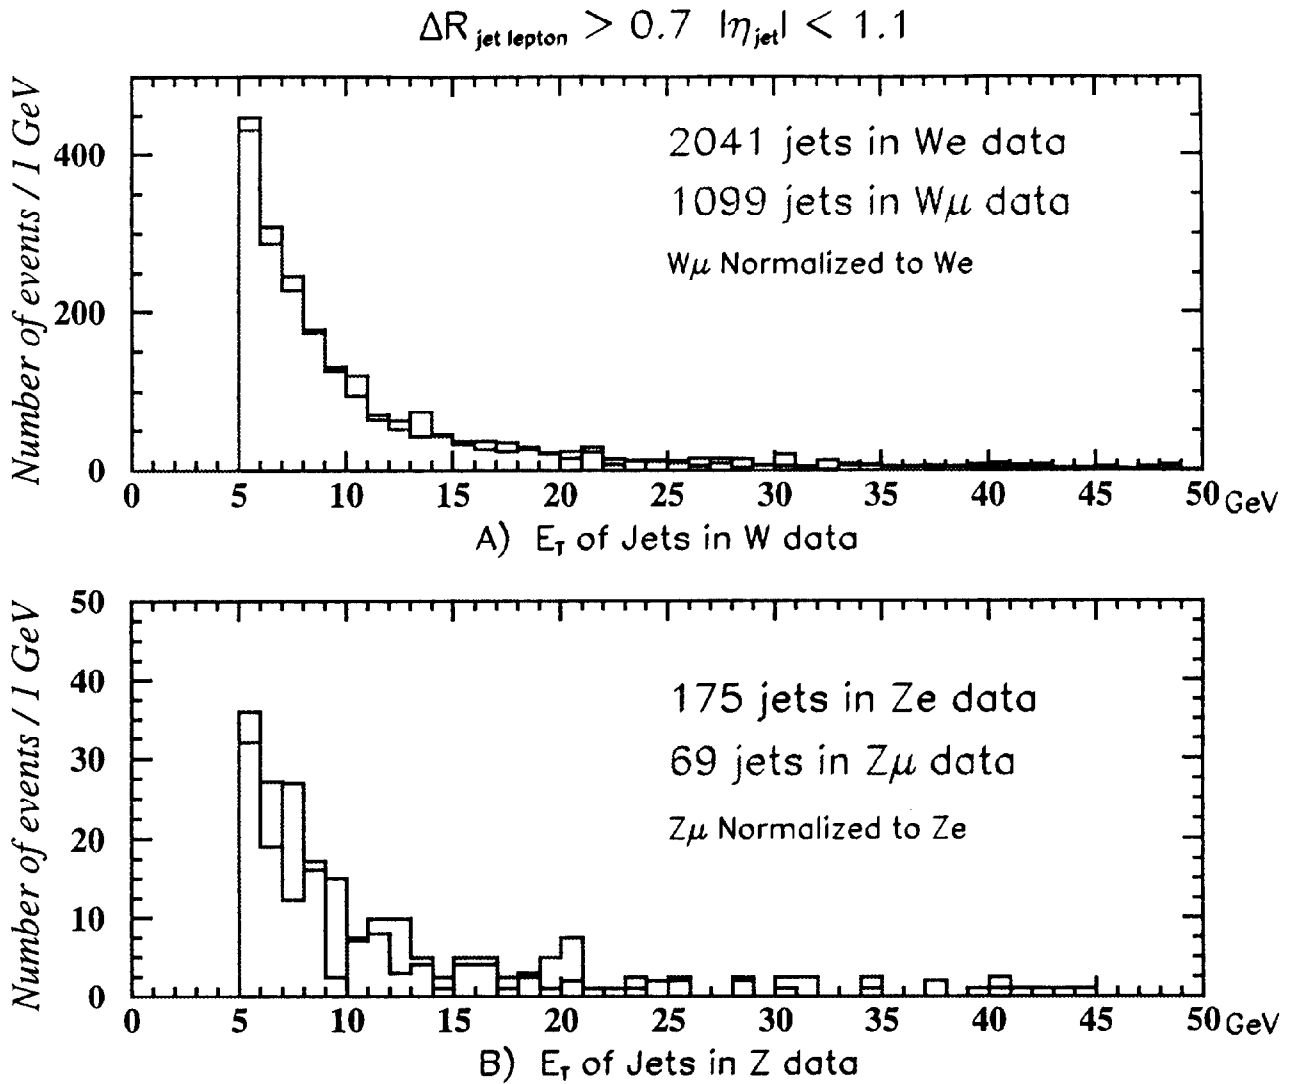 ΔR jet lepton > 0.7 |η jet| < 1.1
Number of events / 1 GeV
400
200
0
2041 jets in We data
1099 jets in Wμ data
Wμ Normalized to We
0 5 10 15 20 25 30 35 40 45 50 GeV
A) E_T of Jets in W data
Number of events / 1 GeV
50
40
30
20
10
0
175 jets in Ze data
69 jets in Zμ data
Zμ Normalized to Ze
0 5 10 15 20 25 30 35 40 45 50 GeV
B) E_T of Jets in Z data